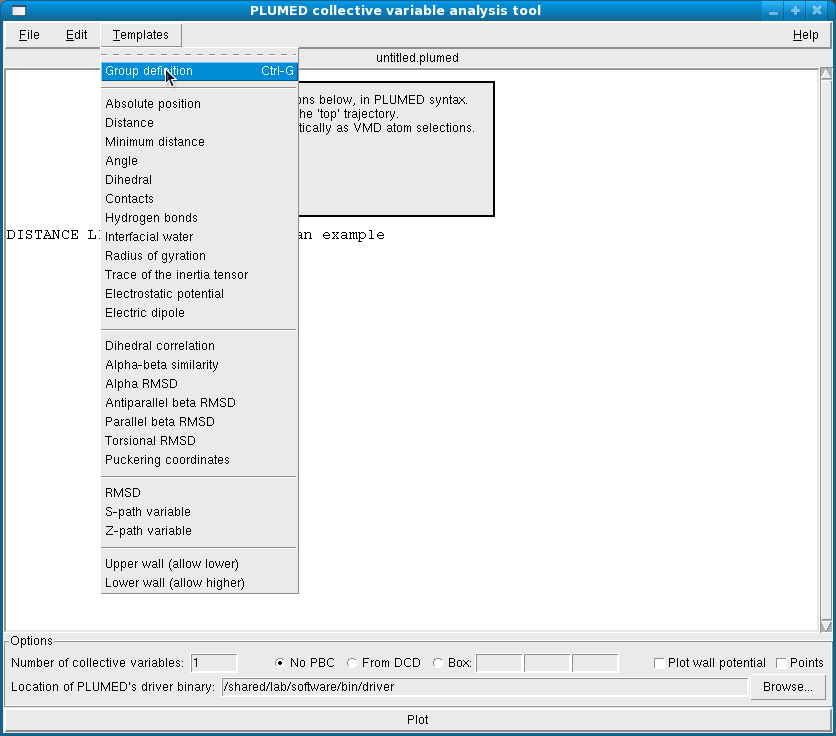 PLUMED collective variable analysis tool
File Edit Templates Help
untitled.plumed
Group definition Ctrl-G
ons below, in PLUMED syntax.
Absolute position
he 'top' trajectory.
Distance
tically as VMD atom selections.
Minimum distance
Angle
Dihedral
Contacts
Hydrogen bonds
DISTANCE L
Interfacial water
an example
Radius of gyration
Trace of the inertia tensor
Electrostatic potential
Electric dipole
Dihedral correlation
Alpha-beta similarity
Alpha RMSD
Antiparallel beta RMSD
Parallel beta RMSD
Torsional RMSD
Puckering coordinates
RMSD
S-path variable
Z-path variable
Upper wall (allow lower)
Lower wall (allow higher)
Options
Number of collective variables: 1 No PBC From DCD Box: Plot wall potential Points
Location of PLUMED's driver binary: /shared/lab/software/bin/driver Browse...
Plot